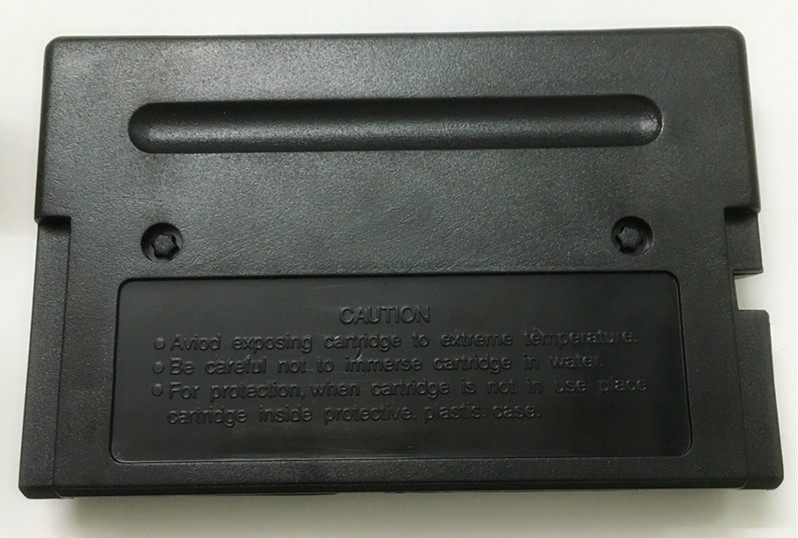 CAUTION
• Aviod exposing cartridge to extreme temperature.
• Be careful not to immerse cartridge in water.
• For protection, when cartridge is not in use place
cartridge inside protective. plastis. case.